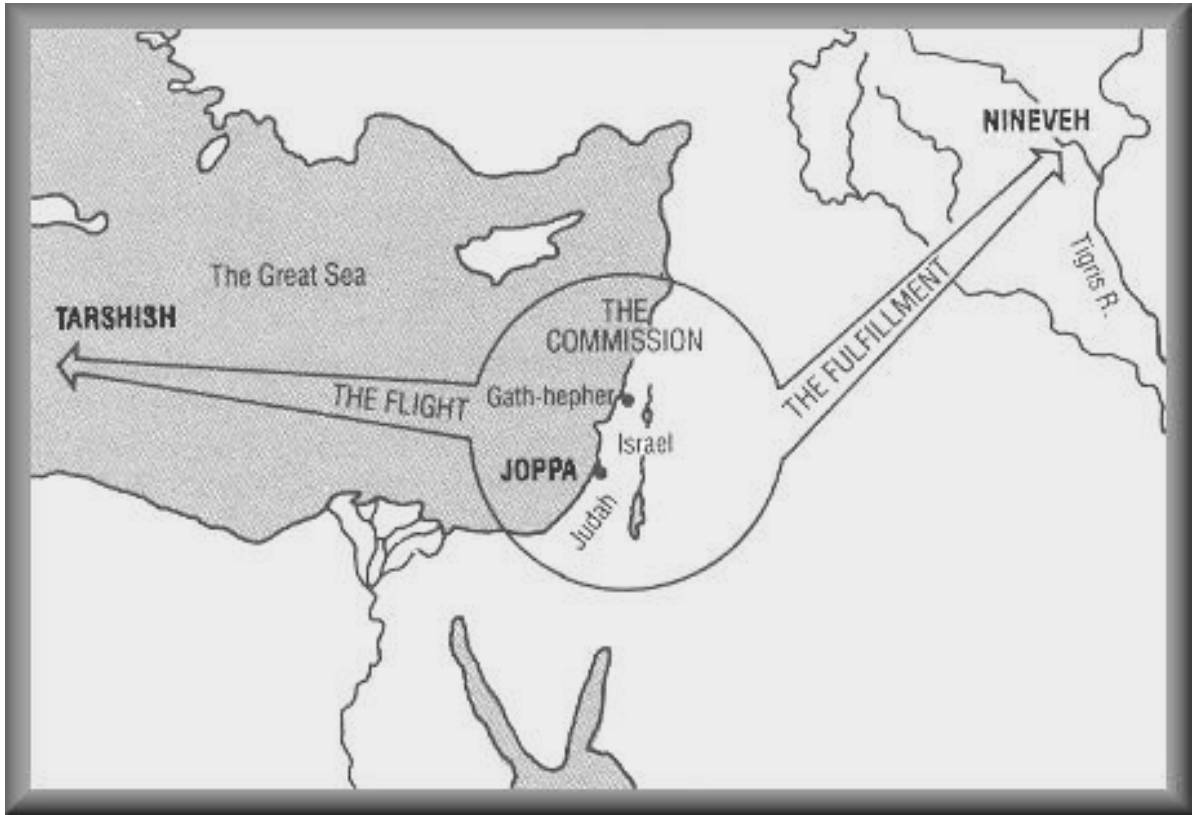 NINEVEH
The Great Sea
TARSHISH
Tigris R.
THE
COMMISSION
THE FULFILLMENT
THE FLIGHT
Gath-hepher
Israel
JOPPA
Judah